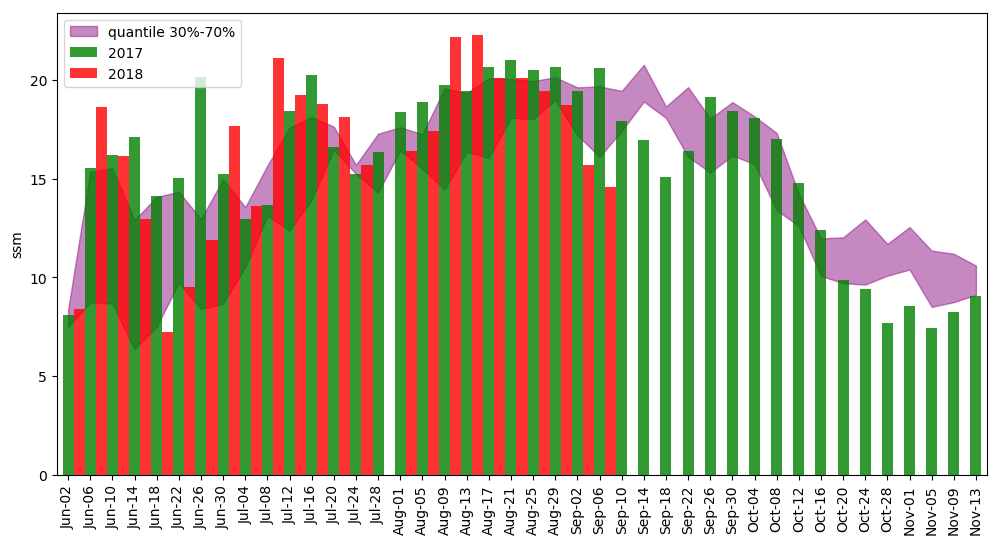 quantile 30%-70%
2017
2018
ssm
20
15
10
5
0
Jun-02
Jun-06
Jun-10
Jun-14
Jun-18
Jun-22
Jun-26
Jun-30
Jul-04
Jul-08
Jul-12
Jul-16
Jul-20
Jul-24
Jul-28
Aug-01
Aug-05
Aug-09
Aug-13
Aug-17
Aug-21
Aug-25
Aug-29
Sep-02
Sep-06
Sep-10
Sep-14
Sep-18
Sep-22
Sep-26
Sep-30
Oct-04
Oct-08
Oct-12
Oct-16
Oct-20
Oct-24
Oct-28
Nov-01
Nov-05
Nov-09
Nov-13